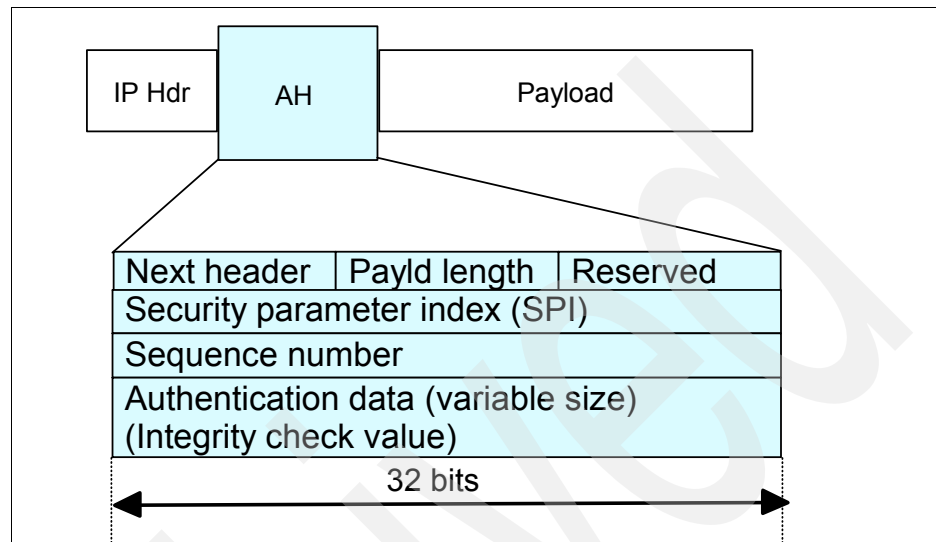 IP Hdr AH Payload
Next header Payld length Reserved
Security parameter index (SPI)
Sequence number
Authentication data (variable size)
(Integrity check value)
32 bits